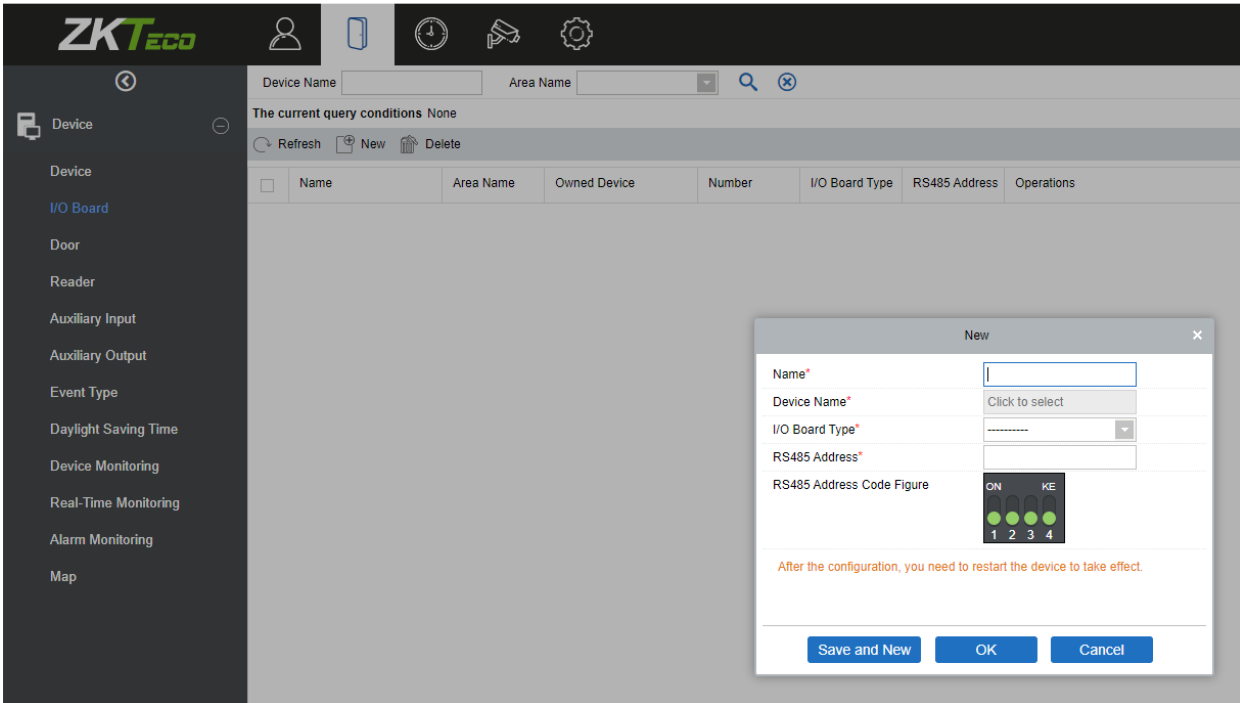 ZKTECO
Device Name Area Name
The current query conditions None
Refresh New Delete
Name Area Name Owned Device Number I/O Board Type RS485 Address Operations
Device
Device
I/O Board
Door
Reader
Auxiliary Input
Auxiliary Output
Event Type
Daylight Saving Time
Device Monitoring
Real-Time Monitoring
Alarm Monitoring
Map
New
Name*
Device Name* Click to select
I/O Board Type* ----------
RS485 Address*
RS485 Address Code Figure
ON KE
1 2 3 4
After the configuration, you need to restart the device to take effect.
Save and New OK Cancel